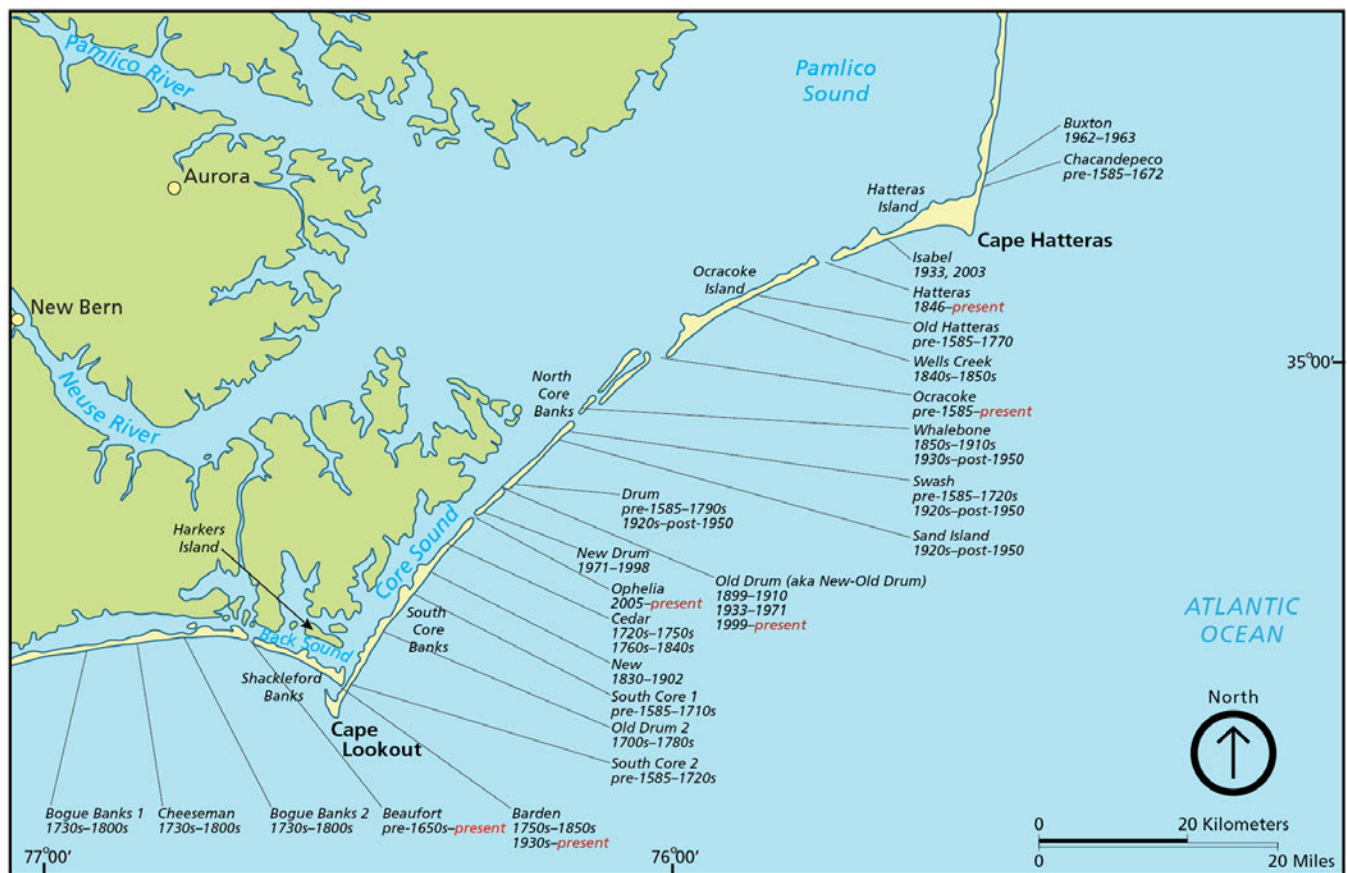 Pamlico
River
Pamlico
Sound
Aurora
New Bern
Neuse River
Buxton
1962–1963
Chacandepeco
pre-1585–1672
Hatteras
Island
Cape Hatteras
Isabel
1933, 2003
Ocracoke
Island
Hatteras
1846–present
Old Hatteras
pre-1585–1770
Wells Creek
1840s–1850s
35°00'
Ocracoke
pre-1585–present
North
Core
Banks
Whalebone
1850s–1910s
1930s–post-1950
Swash
pre-1585–1720s
1920s–post-1950
Sand Island
1920s–post-1950
Drum
pre-1585–1790s
1920s–post-1950
Harkers
Island
Core Sound
New Drum
1971–1998
Old Drum (aka New-Old Drum)
1899–1910
1933–1971
1999–present
Ophelia
2005–present
Cedar
1720s–1750s
1760s–1840s
South
Core
Banks
Back Sound
New
1830–1902
Shackleford
Banks
South Core 1
pre-1585–1710s
Old Drum 2
1700s–1780s
South Core 2
pre-1585–1720s
Cape
Lookout
ATLANTIC
OCEAN
North
Bogue Banks 1
1730s–1800s
Cheeseman
1730s–1800s
Bogue Banks 2
1730s–1800s
Beaufort
pre-1650s–present
Barden
1750s–1850s
1930s–present
0 20 Kilometers
0 20 Miles
77°00'
76°00'